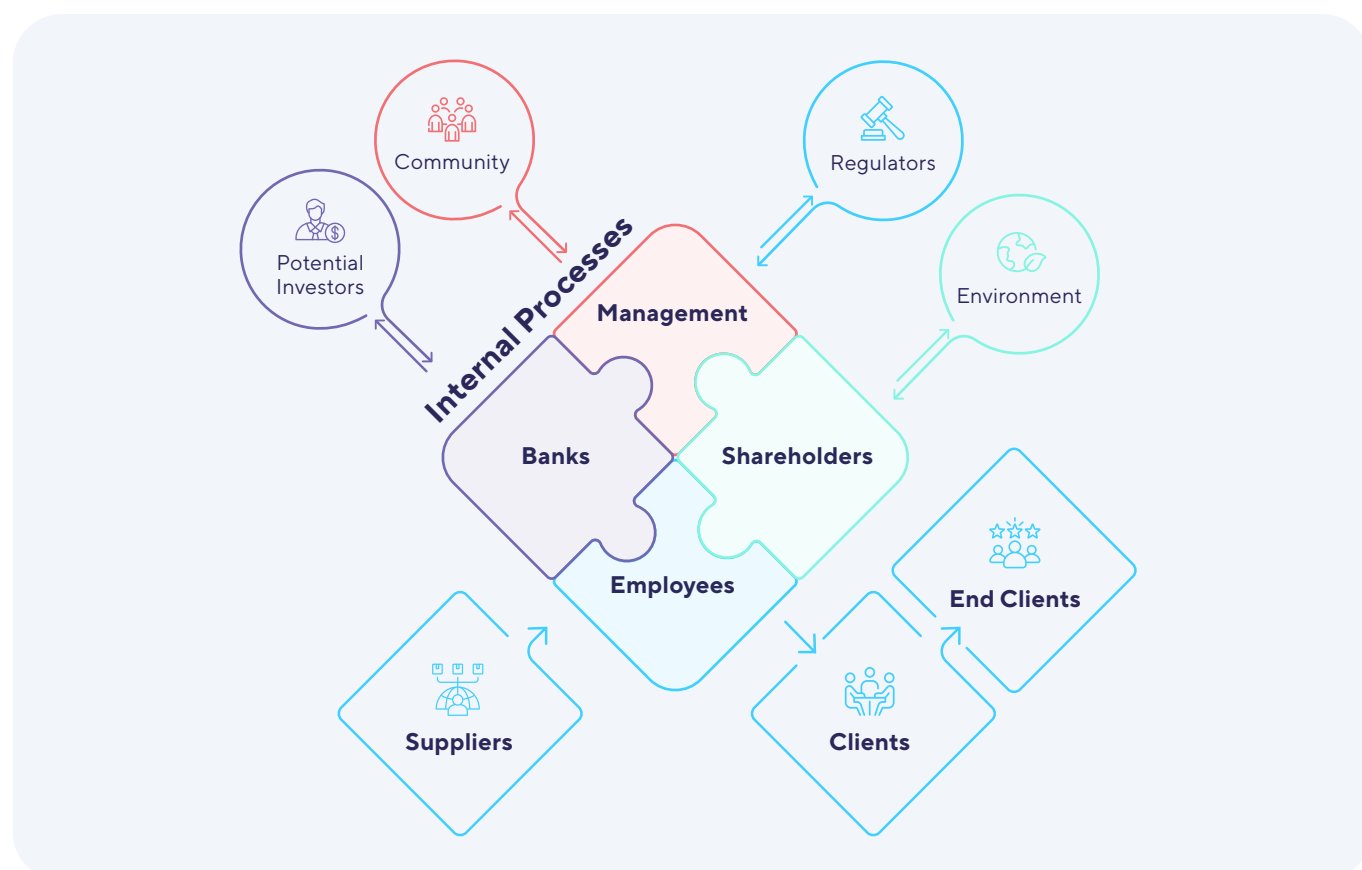 Community
Regulators
Potential
Investors
Environment
Internal Processes
Management
Banks
Shareholders
Employees
End Clients
Suppliers
Clients